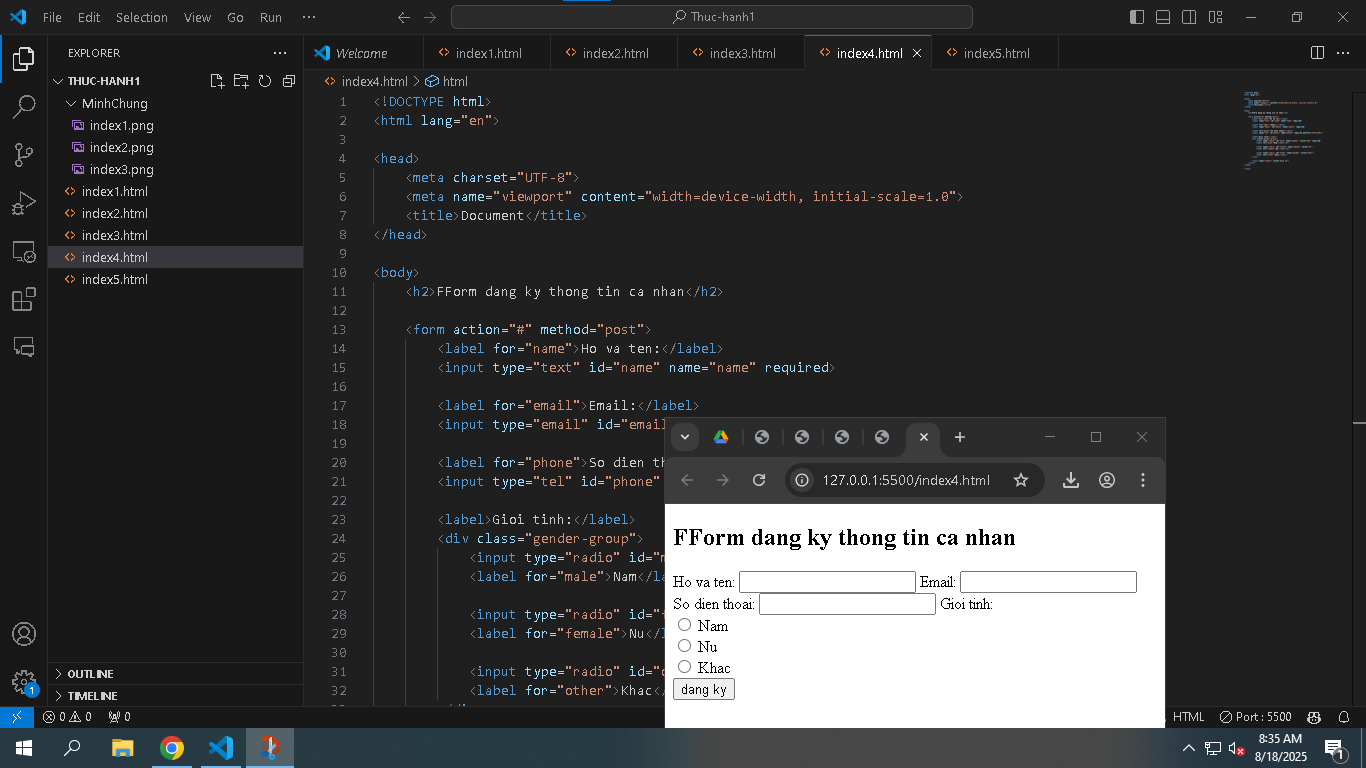 File Edit Selection View Go Run ··· Thuc-hanh1
EXPLORER ···
THUC-HANH1
MinhChung
index1.png
index2.png
index3.png
index1.html
index2.html
index3.html
index4.html
index5.html
OUTLINE
TIMELINE
Welcome index1.html index2.html index3.html index4.html index5.html
index4.html > html
1 <!DOCTYPE html>
2 <html lang="en">
3
4 <head>
5 <meta charset="UTF-8">
6 <meta name="viewport" content="width=device-width, initial-scale=1.0">
7 <title>Document</title>
8 </head>
9
10 <body>
11 <h2>FForm dang ky thong tin ca nhan</h2>
12
13 <form action="#" method="post">
14 <label for="name">Ho va ten:</label>
15 <input type="text" id="name" name="name" required>
16
17 <label for="email">Email:</label>
18 <input type="email" id="email
19
20 <label for="phone">So dien th
21 <input type="tel" id="phone"
22
23 <label>Gioi tinh:</label>
24 <div class="gender-group">
25 <input type="radio" id="m
26 <label for="male">Nam</la
27
28 <input type="radio" id="f
29 <label for="female">Nu</l
30
31 <input type="radio" id="o
32 <label for="other">Khac</
127.0.0.1:5500/index4.html
FForm dang ky thong tin ca nhan
Ho va ten: Email:
So dien thoai: Gioi tinh:
Nam
Nu
Khac
dang ky
1
0 0 0 HTML Port : 5500
8:35 AM
8/18/2025
1